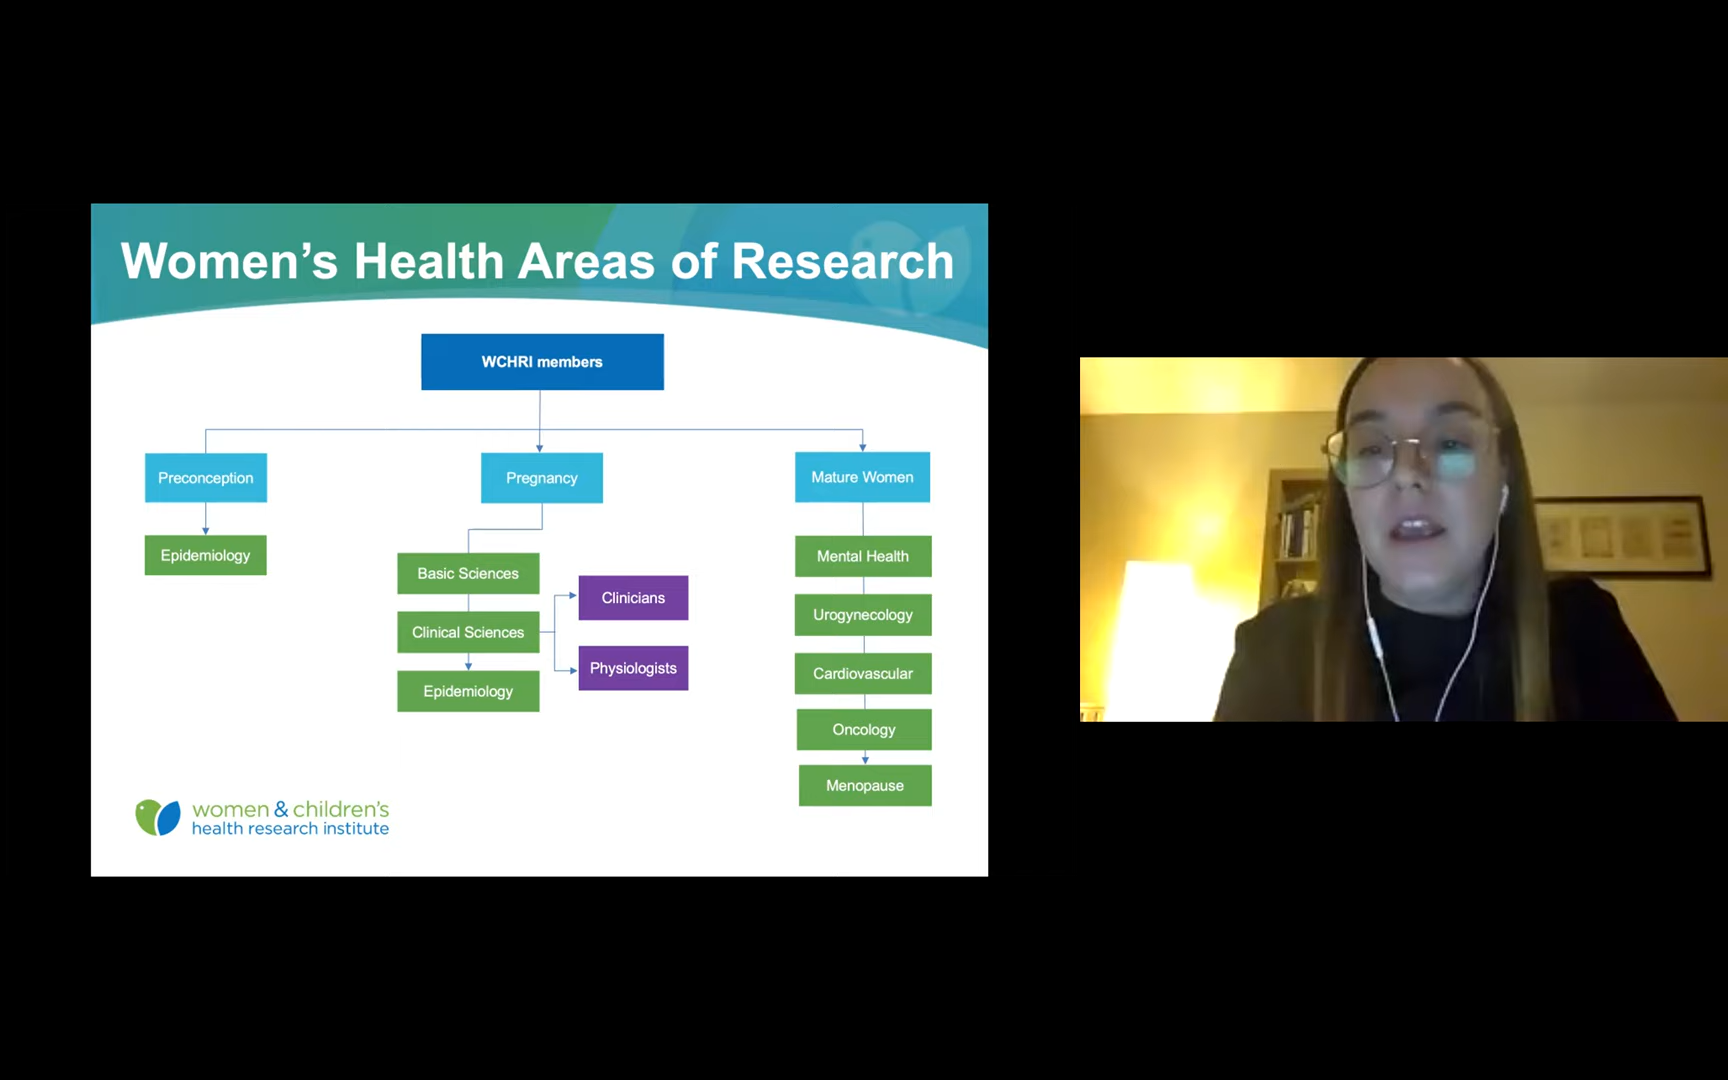 Women’s Health Areas of Research
WCHRI members
Preconception
Epidemiology
Pregnancy
Basic Sciences
Clinical Sciences
Epidemiology
Clinicians
Physiologists
Mature Women
Mental Health
Urogynecology
Cardiovascular
Oncology
Menopause
women & children’s
health research institute